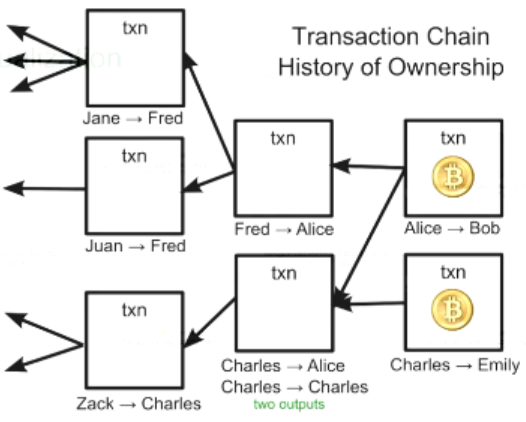 Transaction Chain
History of Ownership
txn
Jane → Fred
txn
Juan → Fred
txn
Fred → Alice
txn
Alice → Bob
txn
Zack → Charles
txn
Charles → Alice
Charles → Charles
two outputs
txn
Charles → Emily